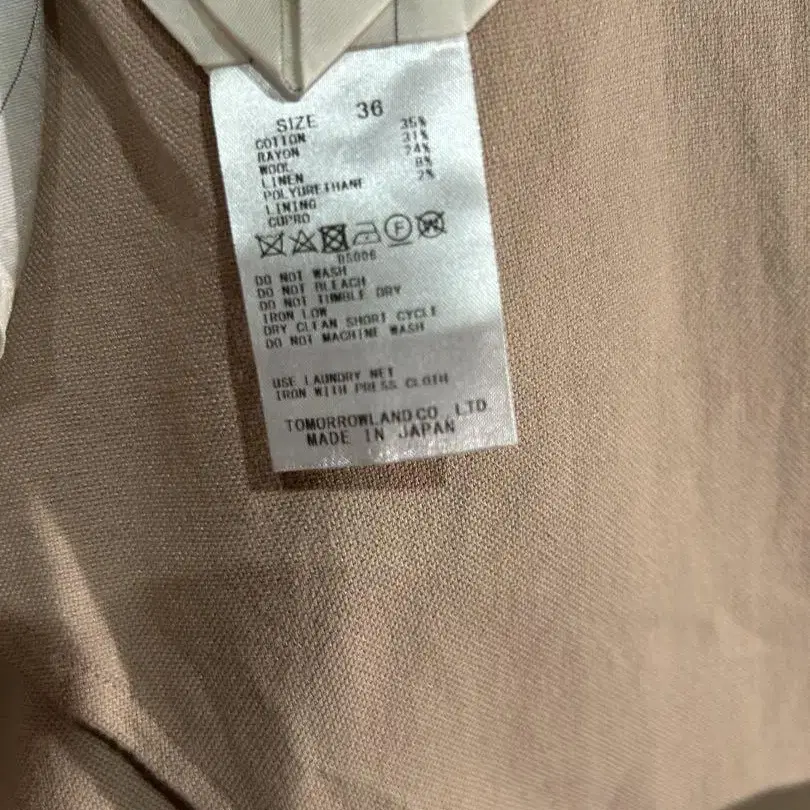 SIZE 36
COTTON 35%
RAYON 31%
WOOL 24%
LINEN 8%
POLYURETHANE 2%
LINING
CUPRO
B5006
DO NOT WASH
DO NOT BLEACH
DO NOT TUMBLE DRY
IRON LOW
DRY CLEAN SHORT CYCLE
DO NOT MACHINE WASH
USE LAUNDRY NET
IRON WITH PRESS CLOTH
TOMORROWLAND CO., LTD.
MADE IN JAPAN